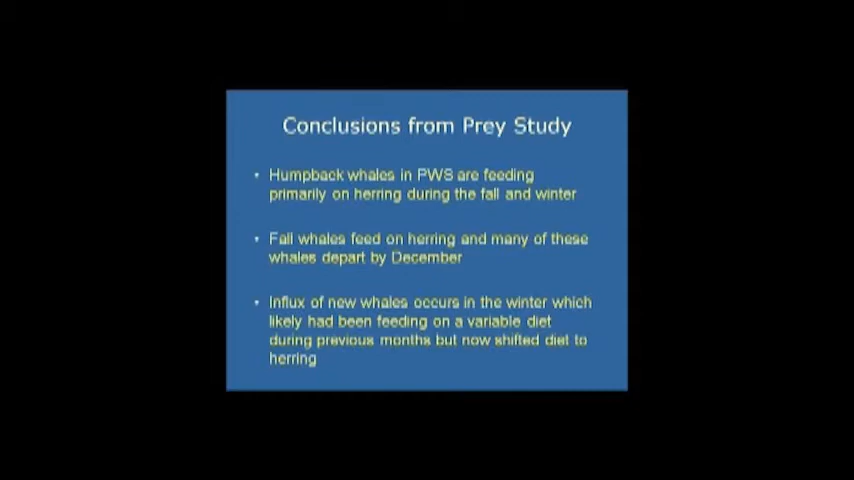 Conclusions from Prey Study
• Humpback whales in PWS are feeding
primarily on herring during the fall and winter
• Fall whales feed on herring and many of these
whales depart by December
• Influx of new whales occurs in the winter which
likely had been feeding on a variable diet
during previous months but now shifted diet to
herring